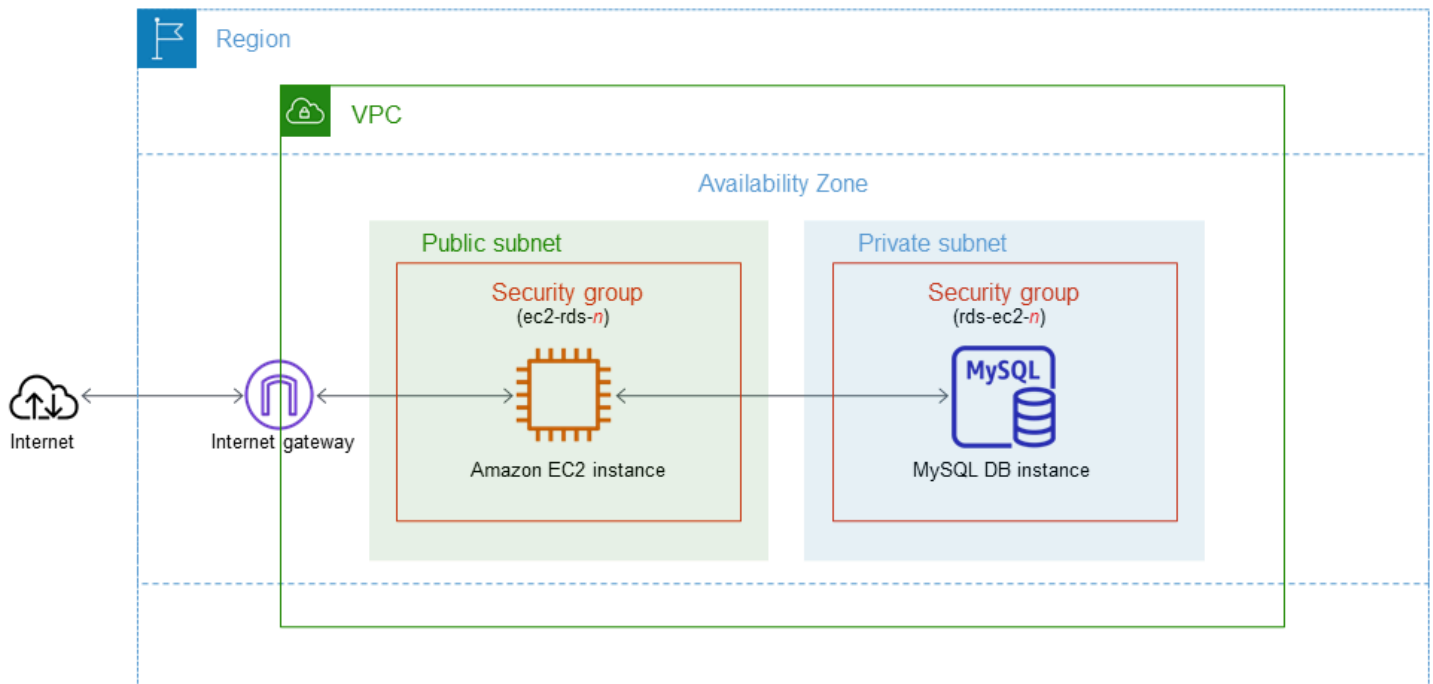 Region
VPC
Availability Zone
Public subnet
Private subnet
Security group
(ec2-rds-n)
Security group
(rds-ec2-n)
MySQL
Internet
Internet gateway
Amazon EC2 instance
MySQL DB instance